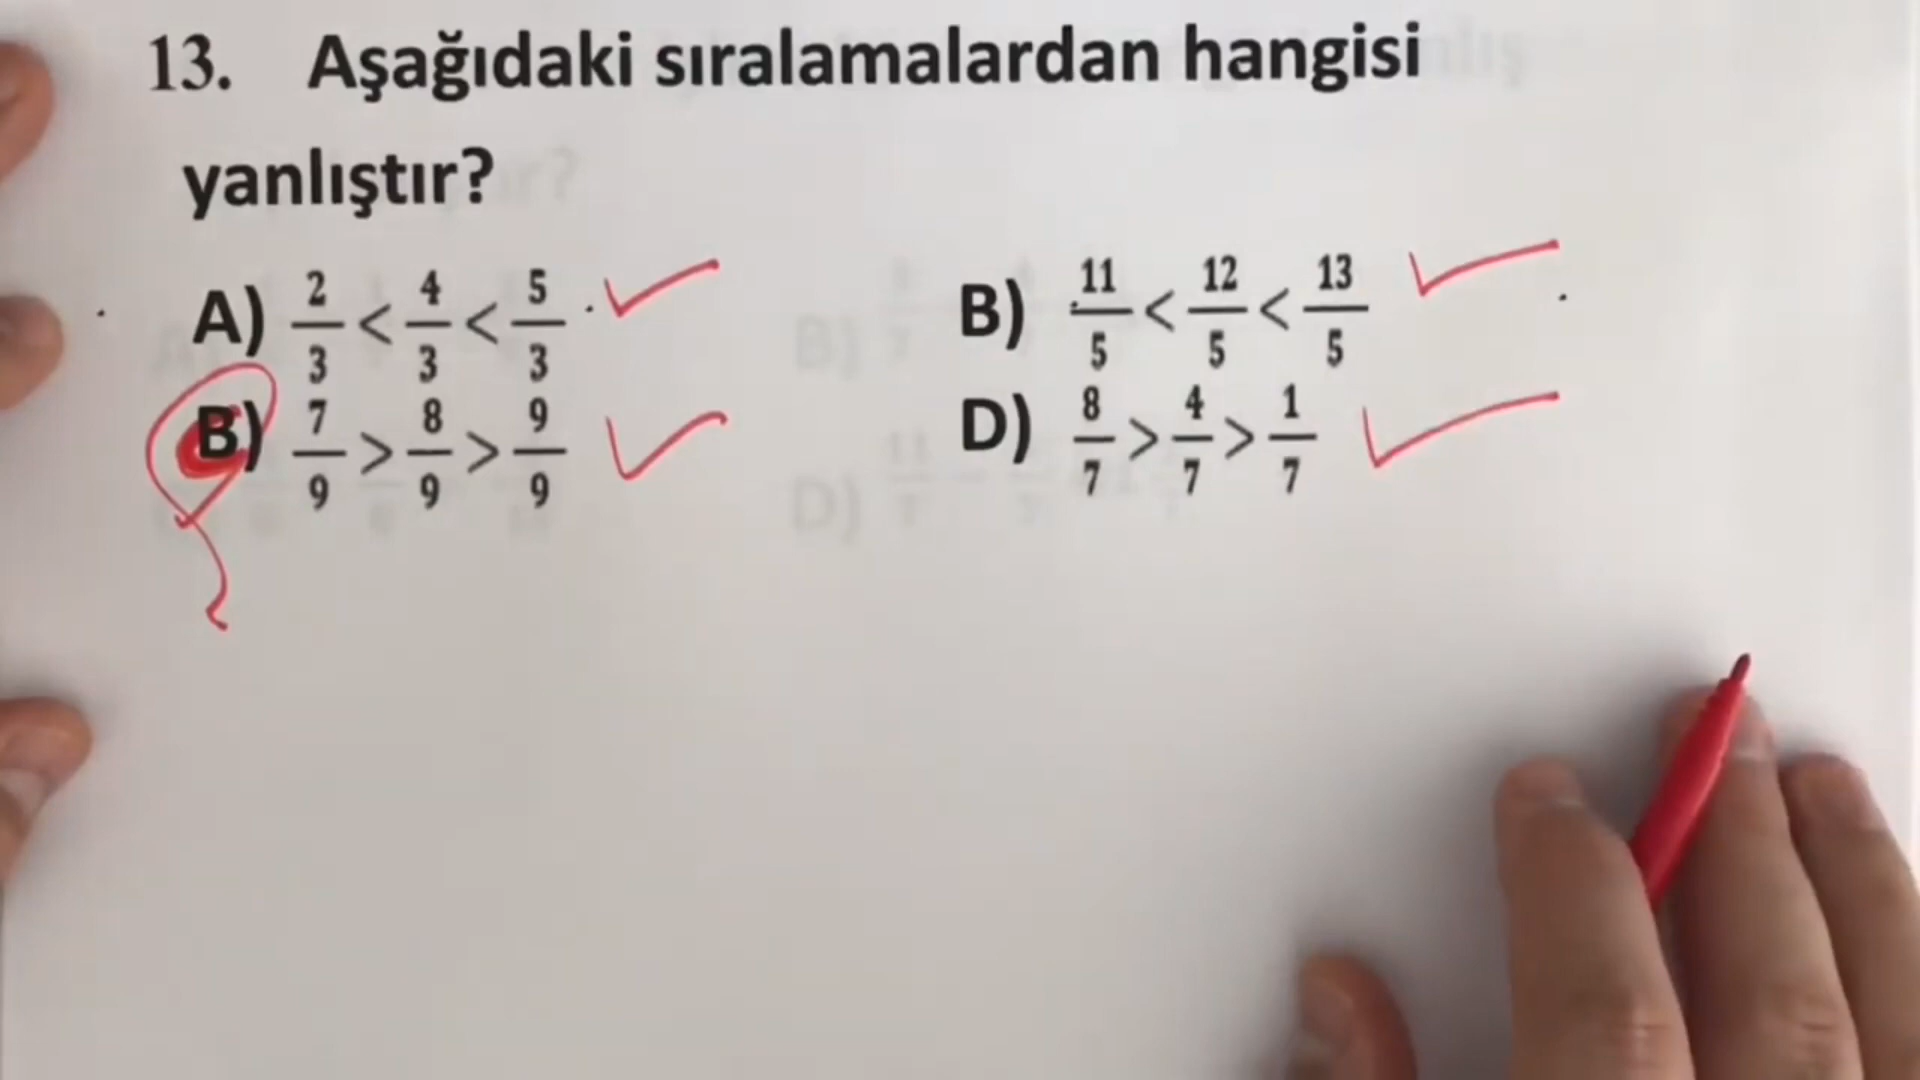 13. Aşağıdaki sıralamalardan hangisi
yanlıştır?
A) 2/3 < 4/3 < 5/3 B) 11/5 < 12/5 < 13/5
B) 7/9 > 8/9 > 9/9 D) 8/7 > 4/7 > 1/7